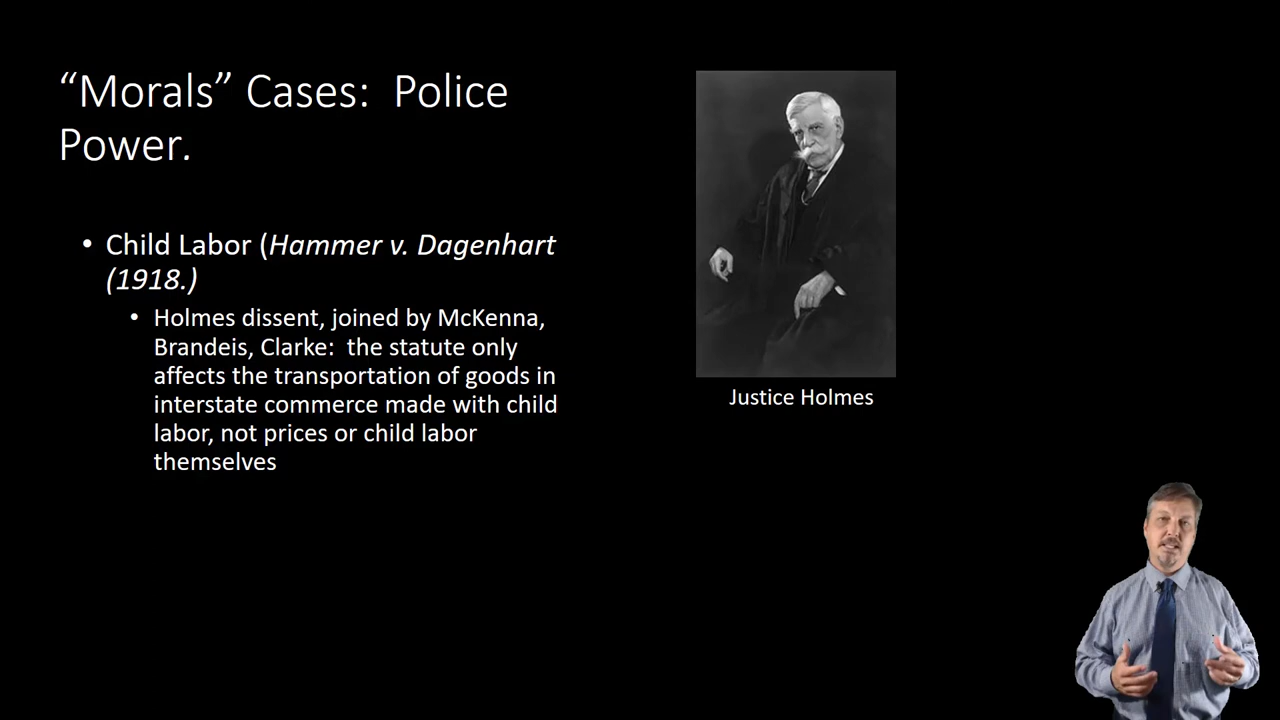 “Morals” Cases:  Police
Power.
• Child Labor (Hammer v. Dagenhart
(1918.)
• Holmes dissent, joined by McKenna,
Brandeis, Clarke:  the statute only
affects the transportation of goods in
interstate commerce made with child
labor, not prices or child labor
themselves
Justice Holmes